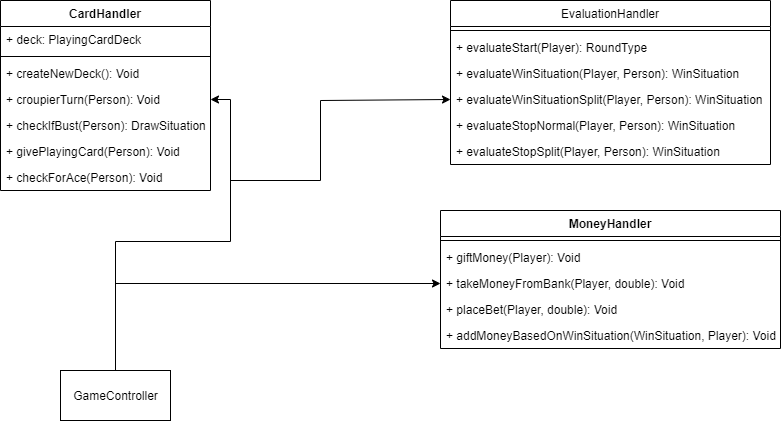 CardHandler
+ deck: PlayingCardDeck
+ createNewDeck(): Void
+ croupierTurn(Person): Void
+ checkIfBust(Person): DrawSituation
+ givePlayingCard(Person): Void
+ checkForAce(Person): Void
EvaluationHandler
+ evaluateStart(Player): RoundType
+ evaluateWinSituation(Player, Person): WinSituation
+ evaluateWinSituationSplit(Player, Person): WinSituation
+ evaluateStopNormal(Player, Person): WinSituation
+ evaluateStopSplit(Player, Person): WinSituation
MoneyHandler
+ giftMoney(Player): Void
+ takeMoneyFromBank(Player, double): Void
+ placeBet(Player, double): Void
+ addMoneyBasedOnWinSituation(WinSituation, Player): Void
GameController